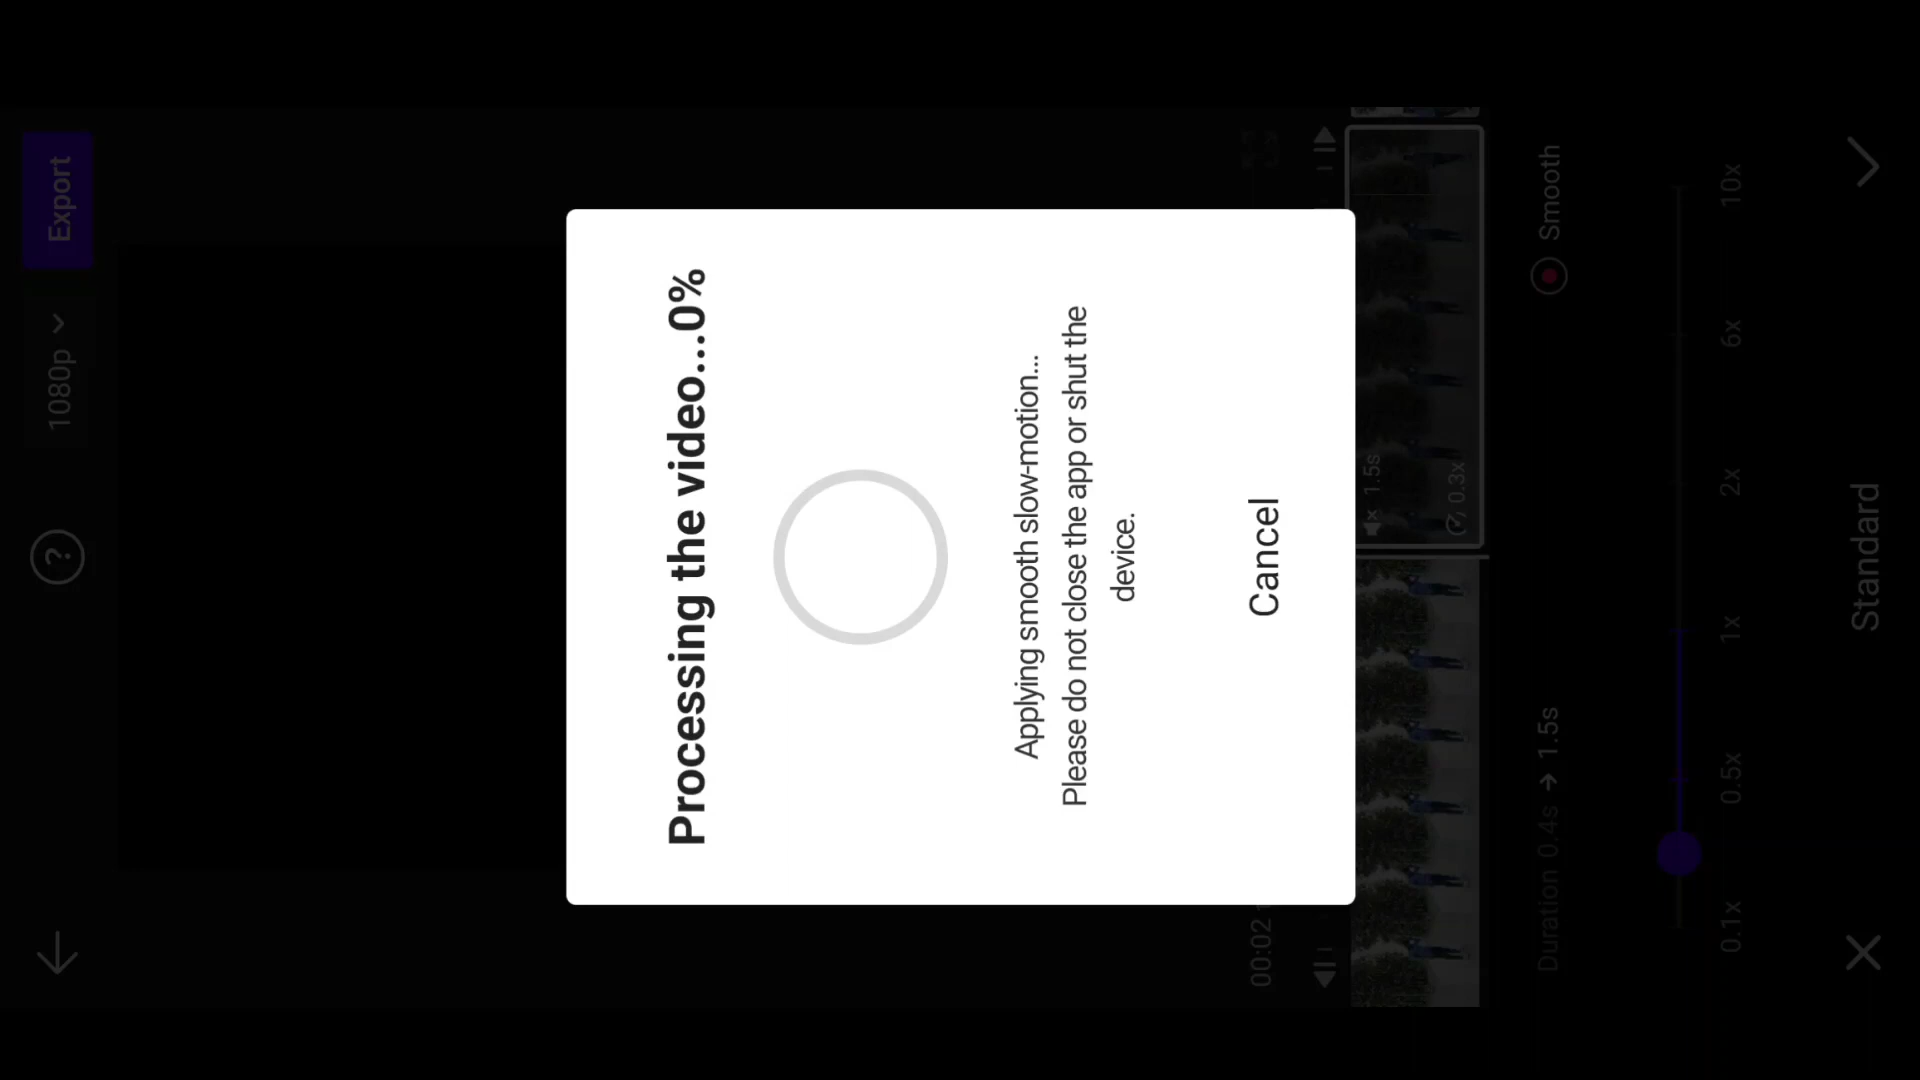 ?
1080p
Export
Processing the video...0%
Applying smooth slow-motion...
Please do not close the app or shut the
device.
Cancel
00:02
1.5s
0.3x
Duration 0.4s → 1.5s
Smooth
0.1x
0.5x
1x
2x
6x
10x
Standard